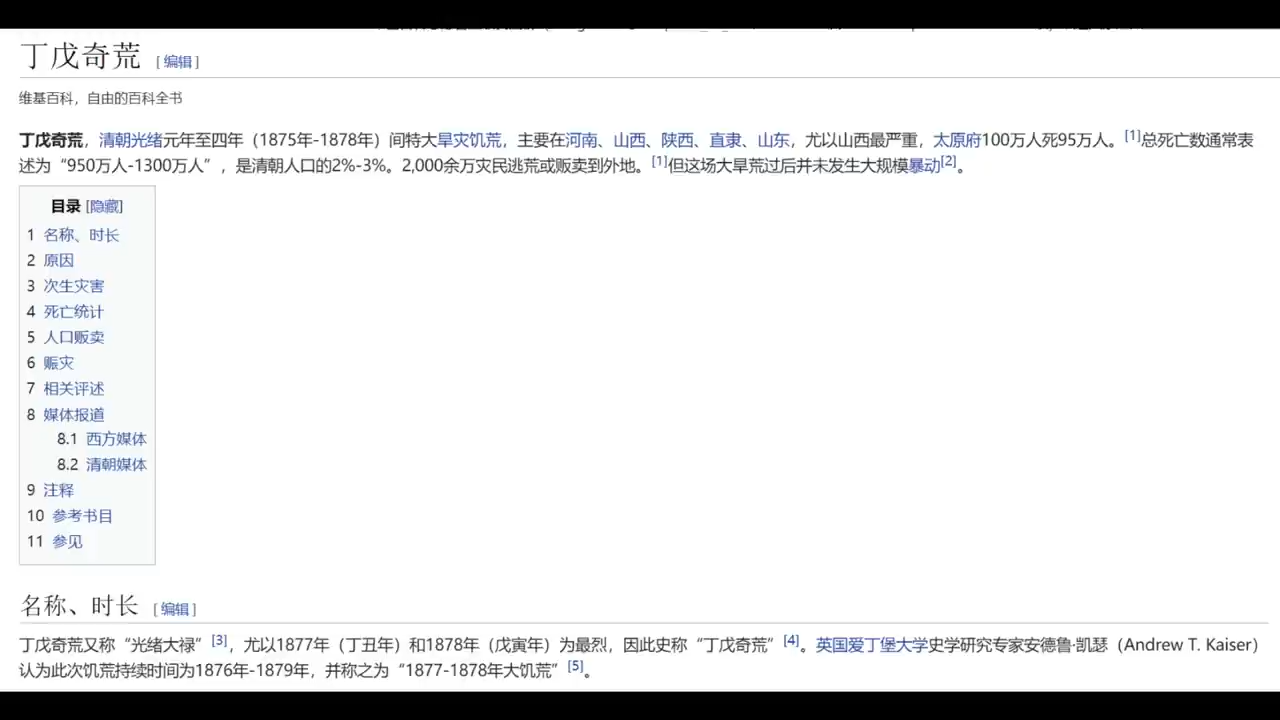 丁戊奇荒 [编辑]
维基百科，自由的百科全书
丁戊奇荒，清朝光绪元年至四年（1875年-1878年）间特大旱灾饥荒，主要在河南、山西、陕西、直隶、山东，尤以山西最严重，太原府100万人死95万人。[1]总死亡数通常表
述为“950万人-1300万人”，是清朝人口的2%-3%。2,000余万灾民逃荒或贩卖到外地。[1]但这场大旱荒过后并未发生大规模暴动[2]。
目录 [隐藏]
1 名称、时长
2 原因
3 次生灾害
4 死亡统计
5 人口贩卖
6 赈灾
7 相关评述
8 媒体报道
8.1 西方媒体
8.2 清朝媒体
9 注释
10 参考书目
11 参见
名称、时长 [编辑]
丁戊奇荒又称“光绪大祲”[3]，尤以1877年（丁丑年）和1878年（戊寅年）为最烈，因此史称“丁戊奇荒”[4]。英国爱丁堡大学史学研究专家安德鲁·凯瑟（Andrew T. Kaiser）
认为此次饥荒持续时间为1876年-1879年，并称之为“1877-1878年大饥荒”[5]。